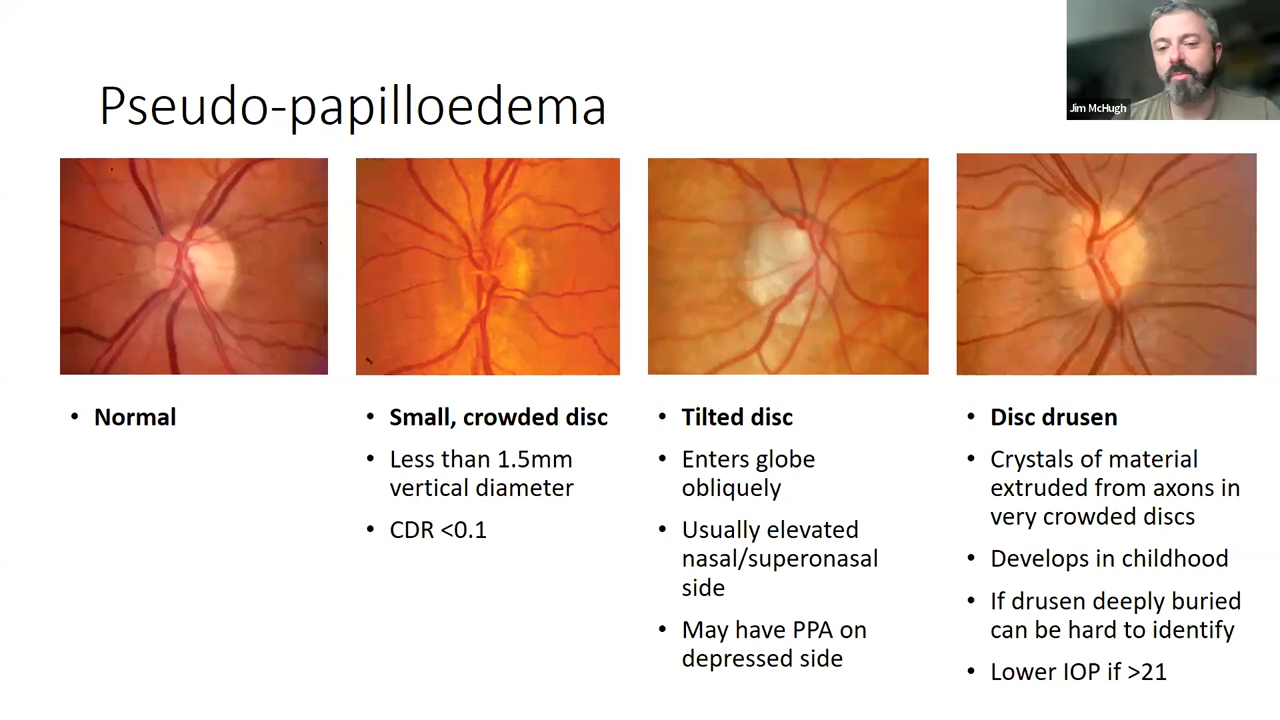 Jim McHugh
Pseudo-papilloedema
• Normal
• Small, crowded disc
• Less than 1.5mm
vertical diameter
• CDR <0.1
• Tilted disc
• Enters globe
obliquely
• Usually elevated
nasal/superonasal
side
• May have PPA on
depressed side
• Disc drusen
• Crystals of material
extruded from axons in
very crowded discs
• Develops in childhood
• If drusen deeply buried
can be hard to identify
• Lower IOP if >21